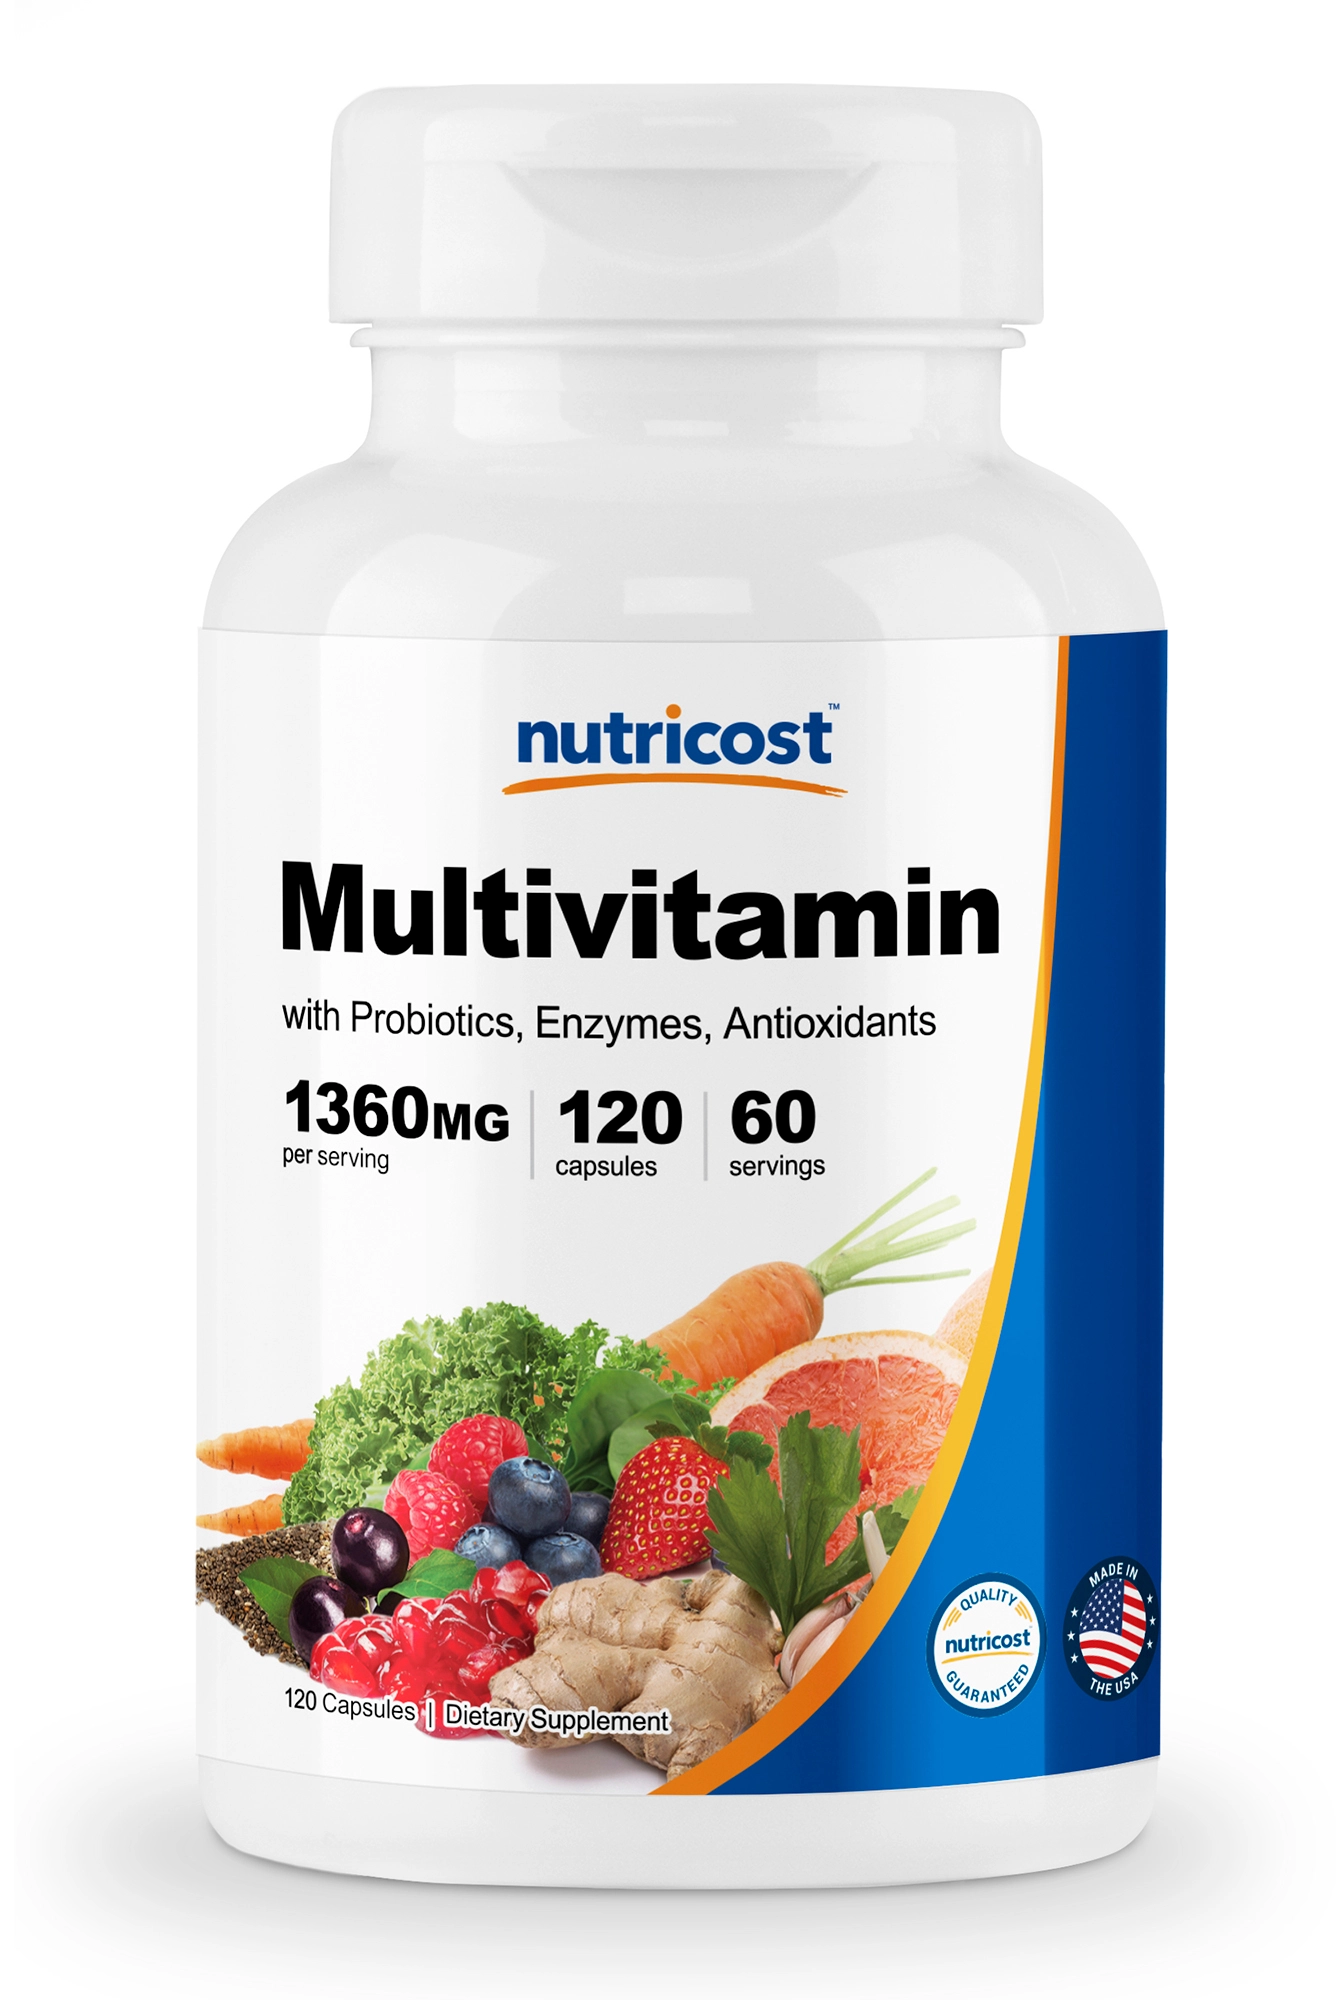 nutricost™
Multivitamin
with Probiotics, Enzymes, Antioxidants
1360MG | 120 | 60
per serving capsules servings
120 Capsules | Dietary Supplement
QUALITY
nutricost
GUARANTEED
MADE IN
THE USA